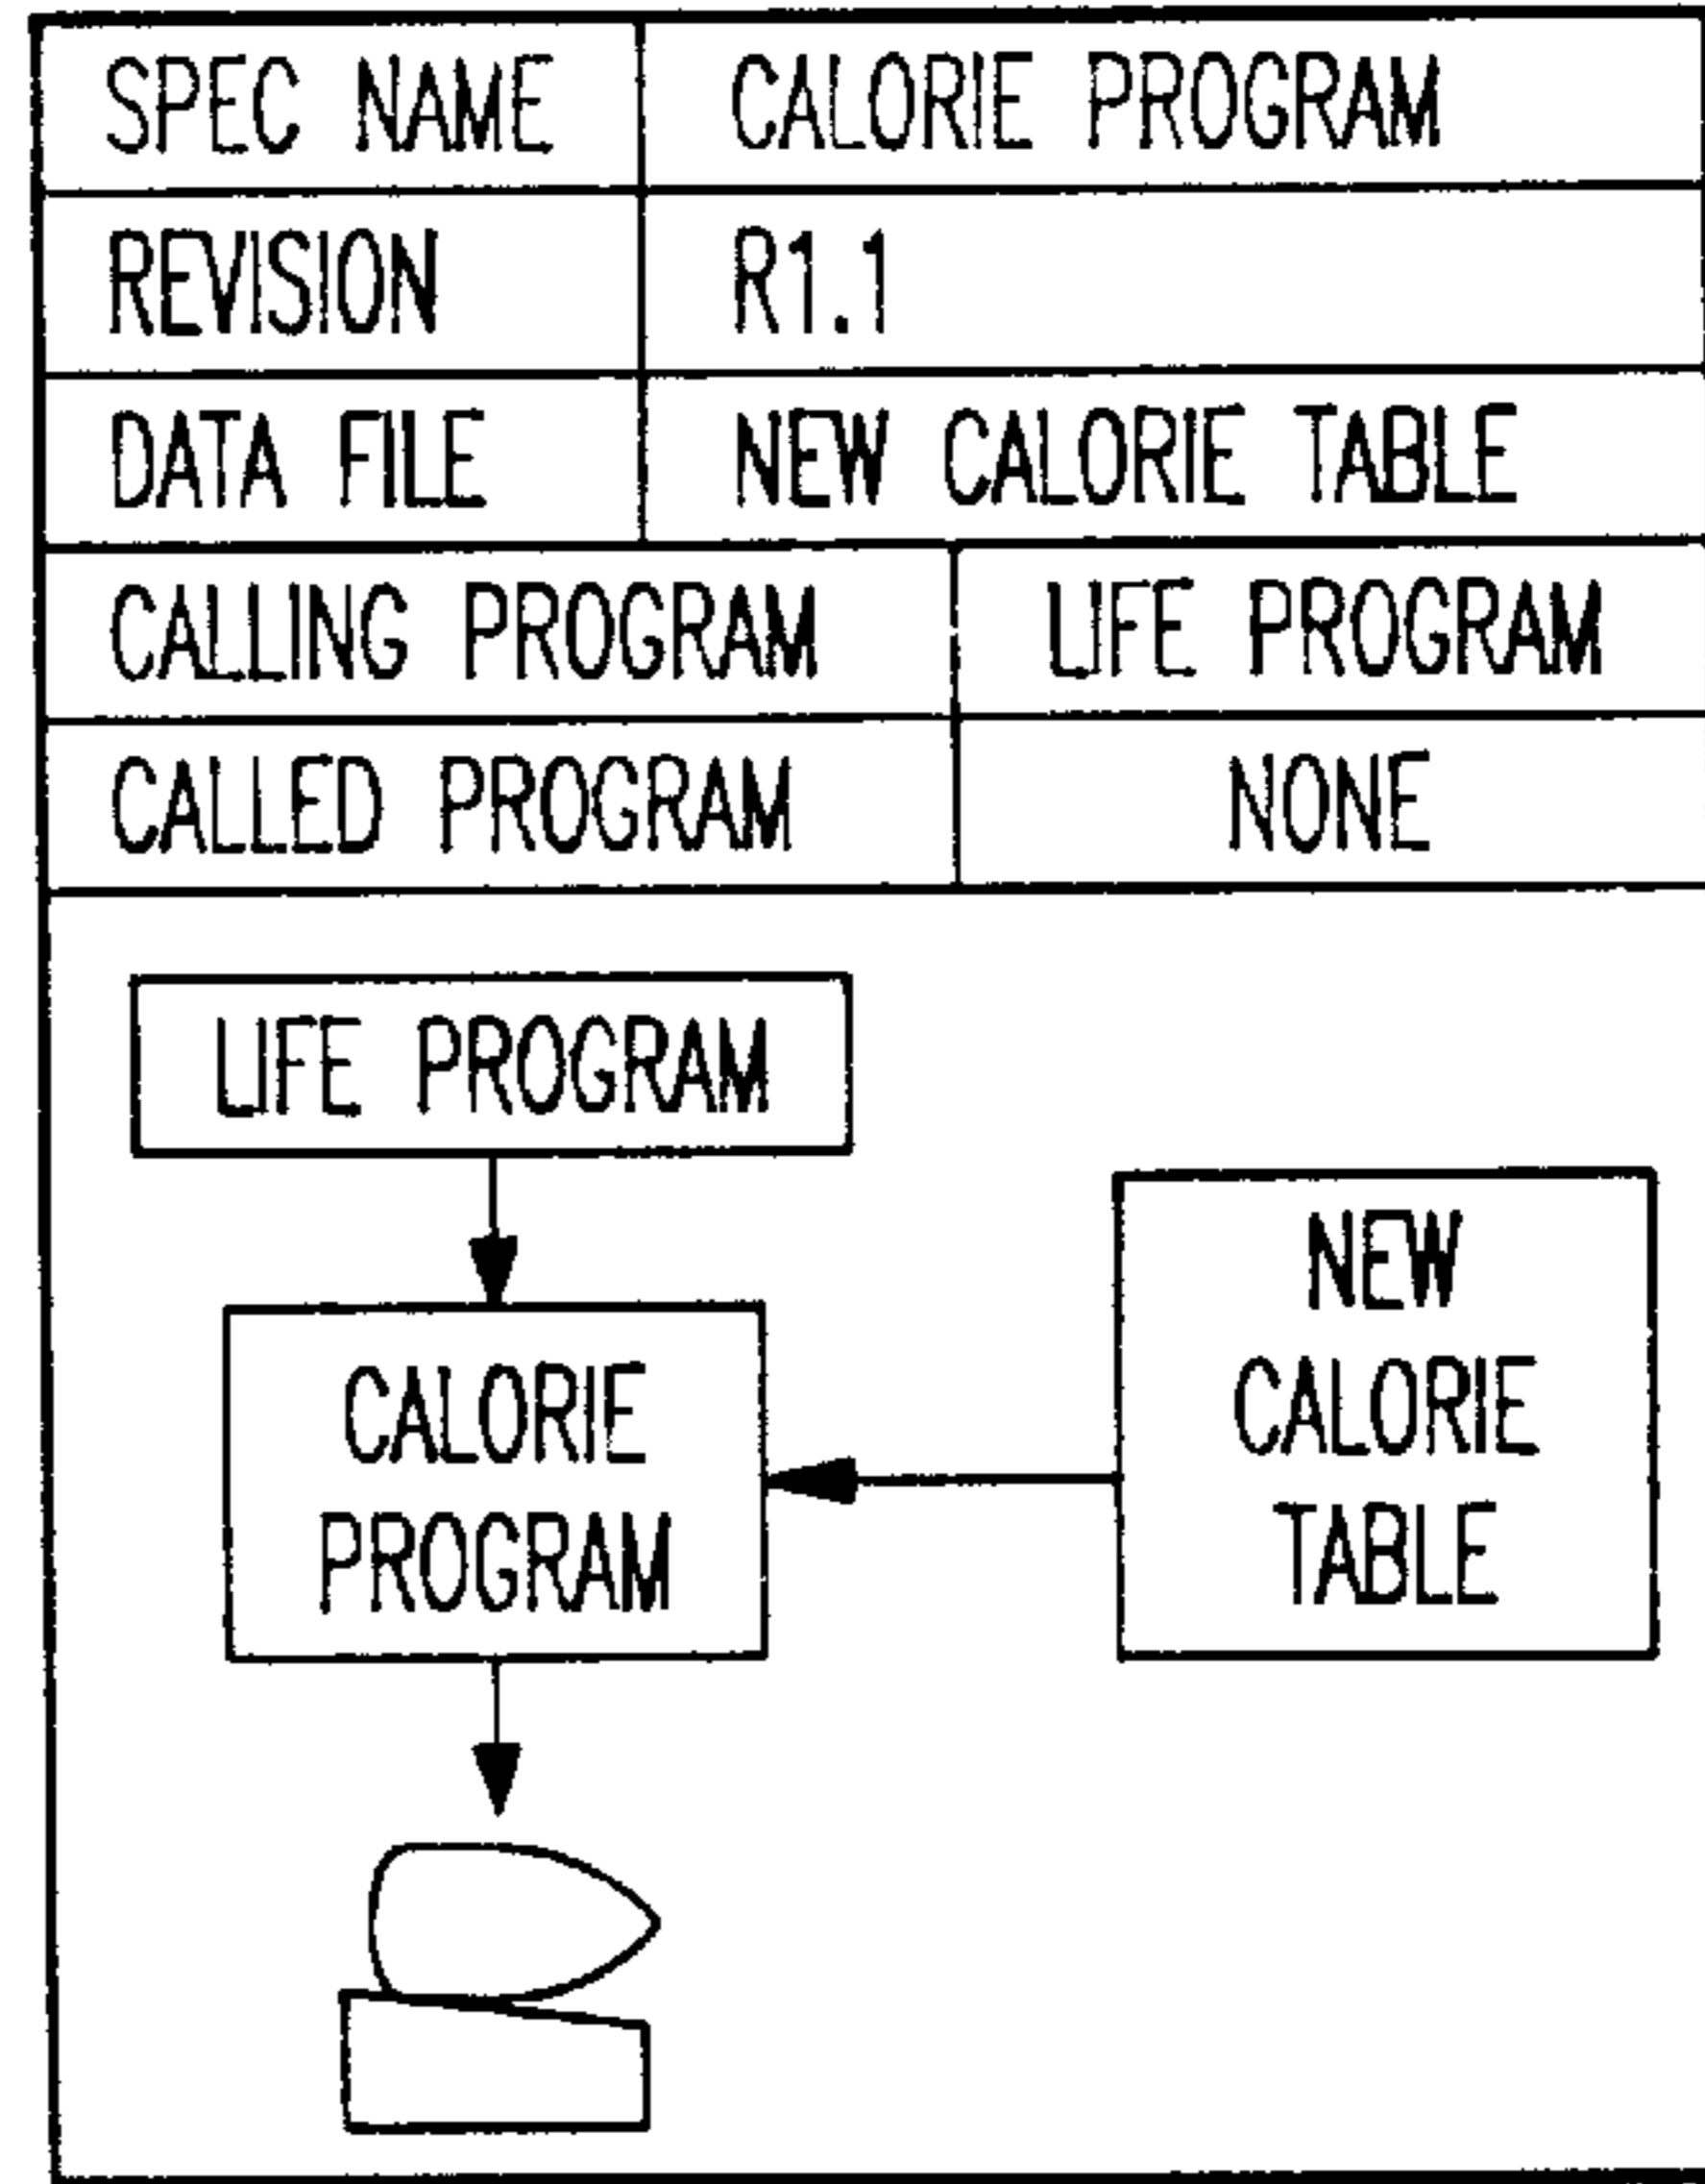 SPEC NAME CALORIE PROGRAM
REVISION R1.1
DATA FILE NEW CALORIE TABLE
CALLING PROGRAM LIFE PROGRAM
CALLED PROGRAM NONE
LIFE PROGRAM
CALORIE
PROGRAM
NEW
CALORIE
TABLE